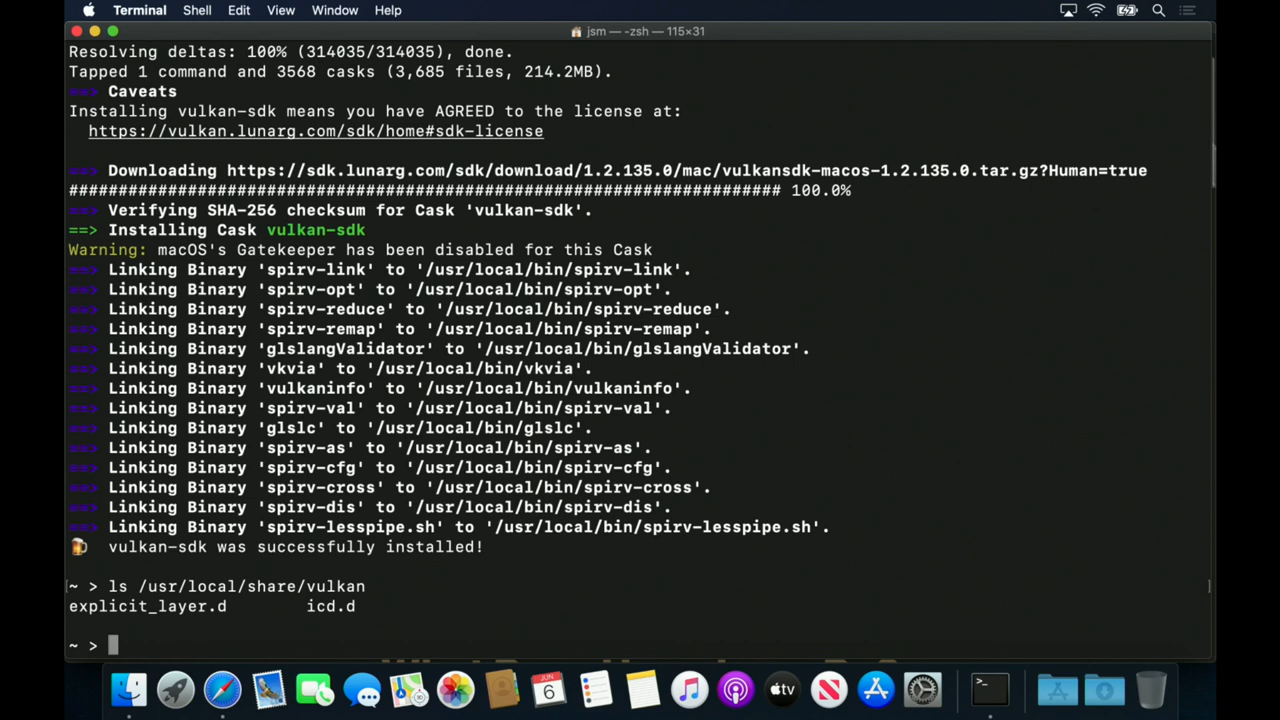 Terminal Shell Edit View Window Help
jsm — -zsh — 115×31
Resolving deltas: 100% (314035/314035), done.
Tapped 1 command and 3568 casks (3,685 files, 214.2MB).
==> Caveats
Installing vulkan-sdk means you have AGREED to the license at:
https://vulkan.lunarg.com/sdk/home#sdk-license
==> Downloading https://sdk.lunarg.com/sdk/download/1.2.135.0/mac/vulkansdk-macos-1.2.135.0.tar.gz?Human=true
######################################################################## 100.0%
==> Verifying SHA-256 checksum for Cask 'vulkan-sdk'.
==> Installing Cask vulkan-sdk
Warning: macOS's Gatekeeper has been disabled for this Cask
==> Linking Binary 'spirv-link' to '/usr/local/bin/spirv-link'.
==> Linking Binary 'spirv-opt' to '/usr/local/bin/spirv-opt'.
==> Linking Binary 'spirv-reduce' to '/usr/local/bin/spirv-reduce'.
==> Linking Binary 'spirv-remap' to '/usr/local/bin/spirv-remap'.
==> Linking Binary 'glslangValidator' to '/usr/local/bin/glslangValidator'.
==> Linking Binary 'vkvia' to '/usr/local/bin/vkvia'.
==> Linking Binary 'vulkaninfo' to '/usr/local/bin/vulkaninfo'.
==> Linking Binary 'spirv-val' to '/usr/local/bin/spirv-val'.
==> Linking Binary 'glslc' to '/usr/local/bin/glslc'.
==> Linking Binary 'spirv-as' to '/usr/local/bin/spirv-as'.
==> Linking Binary 'spirv-cfg' to '/usr/local/bin/spirv-cfg'.
==> Linking Binary 'spirv-cross' to '/usr/local/bin/spirv-cross'.
==> Linking Binary 'spirv-dis' to '/usr/local/bin/spirv-dis'.
==> Linking Binary 'spirv-lesspipe.sh' to '/usr/local/bin/spirv-lesspipe.sh'.
🍺 vulkan-sdk was successfully installed!
[~ > ls /usr/local/share/vulkan ]
explicit_layer.d icd.d
~ >
JUN
6
tv
>_